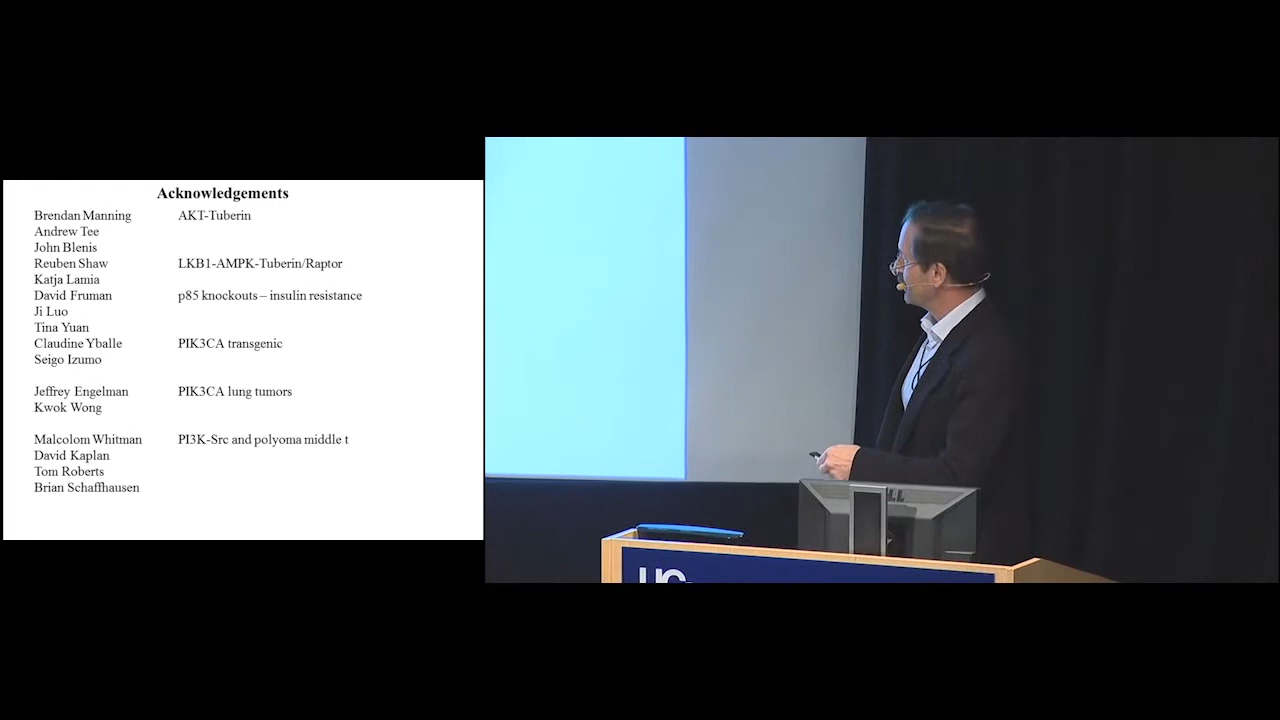 Acknowledgements
Brendan Manning AKT-Tuberin
Andrew Tee
John Blenis
Reuben Shaw LKB1-AMPK-Tuberin/Raptor
Katja Lamia
David Fruman p85 knockouts – insulin resistance
Ji Luo
Tina Yuan
Claudine Yballe PIK3CA transgenic
Seigo Izumo
Jeffrey Engelman PIK3CA lung tumors
Kwok Wong
Malcolom Whitman PI3K-Src and polyoma middle t
David Kaplan
Tom Roberts
Brian Schaffhausen